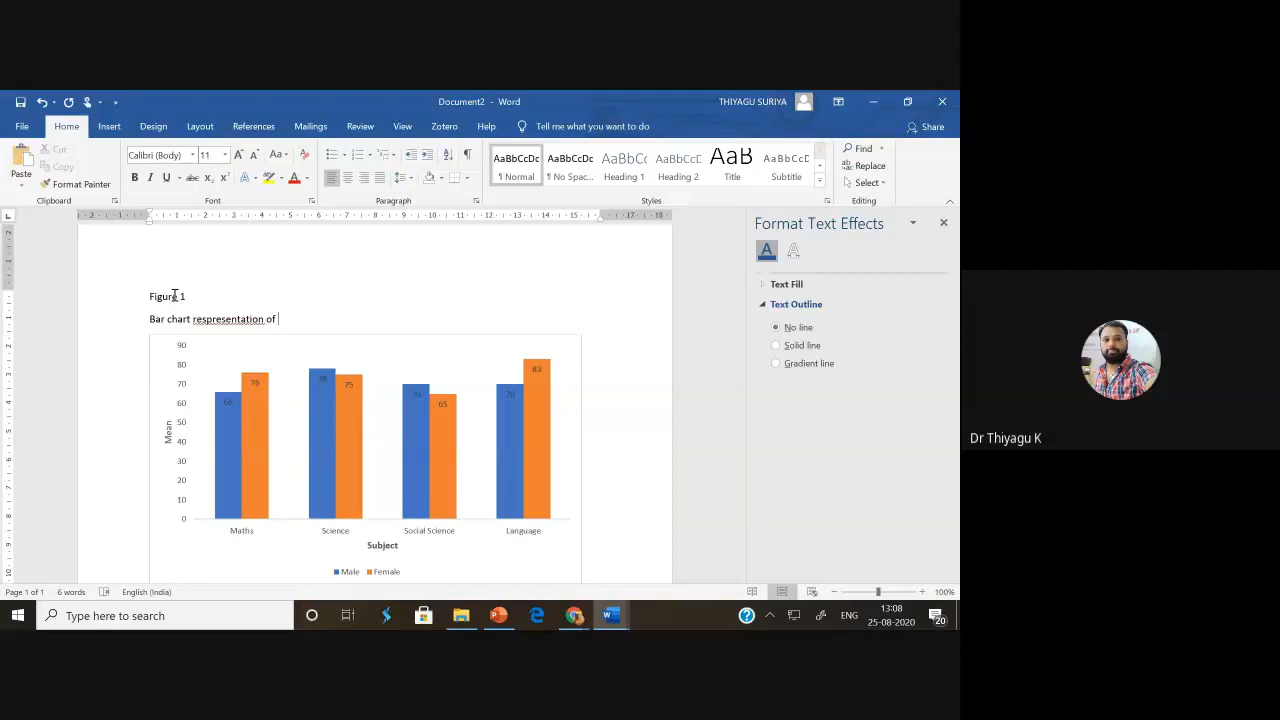 Document2 - Word
THIYAGU SURIYA
File Home Insert Design Layout References Mailings Review View Zotero Help Tell me what you want to do Share
Paste
Cut
Copy
Format Painter
Clipboard
Calibri (Body) 11
Font
Paragraph
AaBbCcDc AaBbCcDc AaBbCc AaBbCcD AaB AaBbCcD
¶ Normal ¶ No Spac... Heading 1 Heading 2 Title Subtitle
Styles
Find
Replace
Select
Editing
Format Text Effects
Text Fill
Text Outline
No line
Solid line
Gradient line
Figure 1
Bar chart respresentation of
90
80
70
60
50
40
30
20
10
0
Mean
66 76 78 75 70 65 70 83
Maths Science Social Science Language
Subject
Male Female
Page 1 of 1 6 words English (India) 100%
Type here to search
ENG
13:08
25-08-2020
20
Dr Thiyagu K